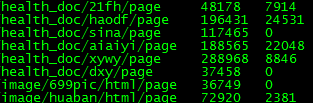 health_doc/21fh/page 48178 7914
health_doc/haodf/page 196431 24531
health_doc/sina/page 117465 0
health_doc/aiaiyi/page 188565 22048
health_doc/xywy/page 288968 8846
health_doc/dxy/page 37458 0
image/699pic/html/page 36749 0
image/huaban/html/page 72920 2381